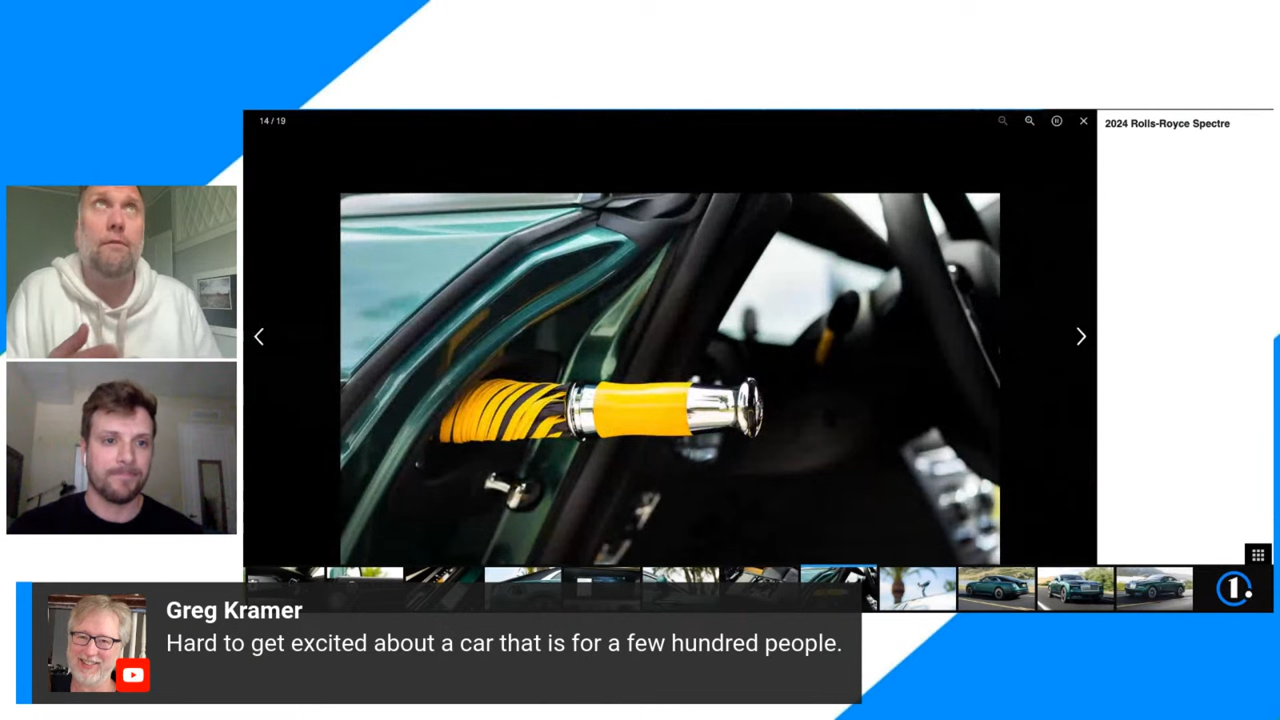 14 / 19
2024 Rolls-Royce Spectre
1.
Greg Kramer
Hard to get excited about a car that is for a few hundred people.